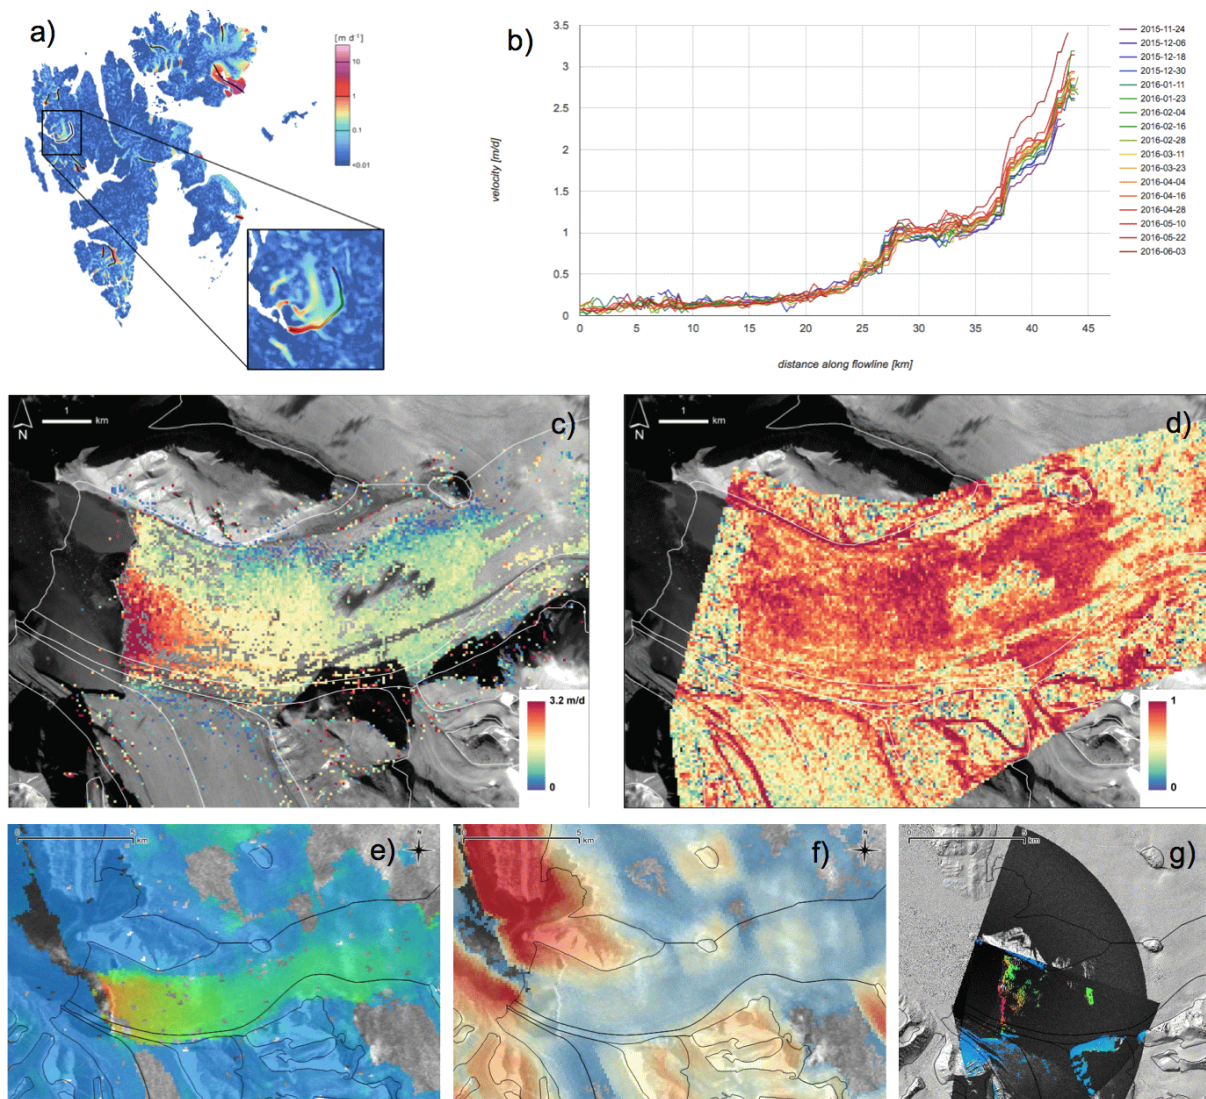 a)
[m d⁻¹]
10
1
0.1
<0.01
b)
velocity [m/d]
3.5
3
2.5
2
1.5
1
0.5
0
0
5
10
15
20
25
30
35
40
45
distance along flowline [km]
2015-11-24
2015-12-06
2015-12-18
2015-12-30
2016-01-11
2016-01-23
2016-02-04
2016-02-16
2016-02-28
2016-03-11
2016-03-23
2016-04-04
2016-04-16
2016-04-28
2016-05-10
2016-05-22
2016-06-03
N
1
km
c)
3.2 m/d
0
N
1
km
d)
1
0
0
5
km
N
e)
0
5
km
N
f)
0
5
km
g)